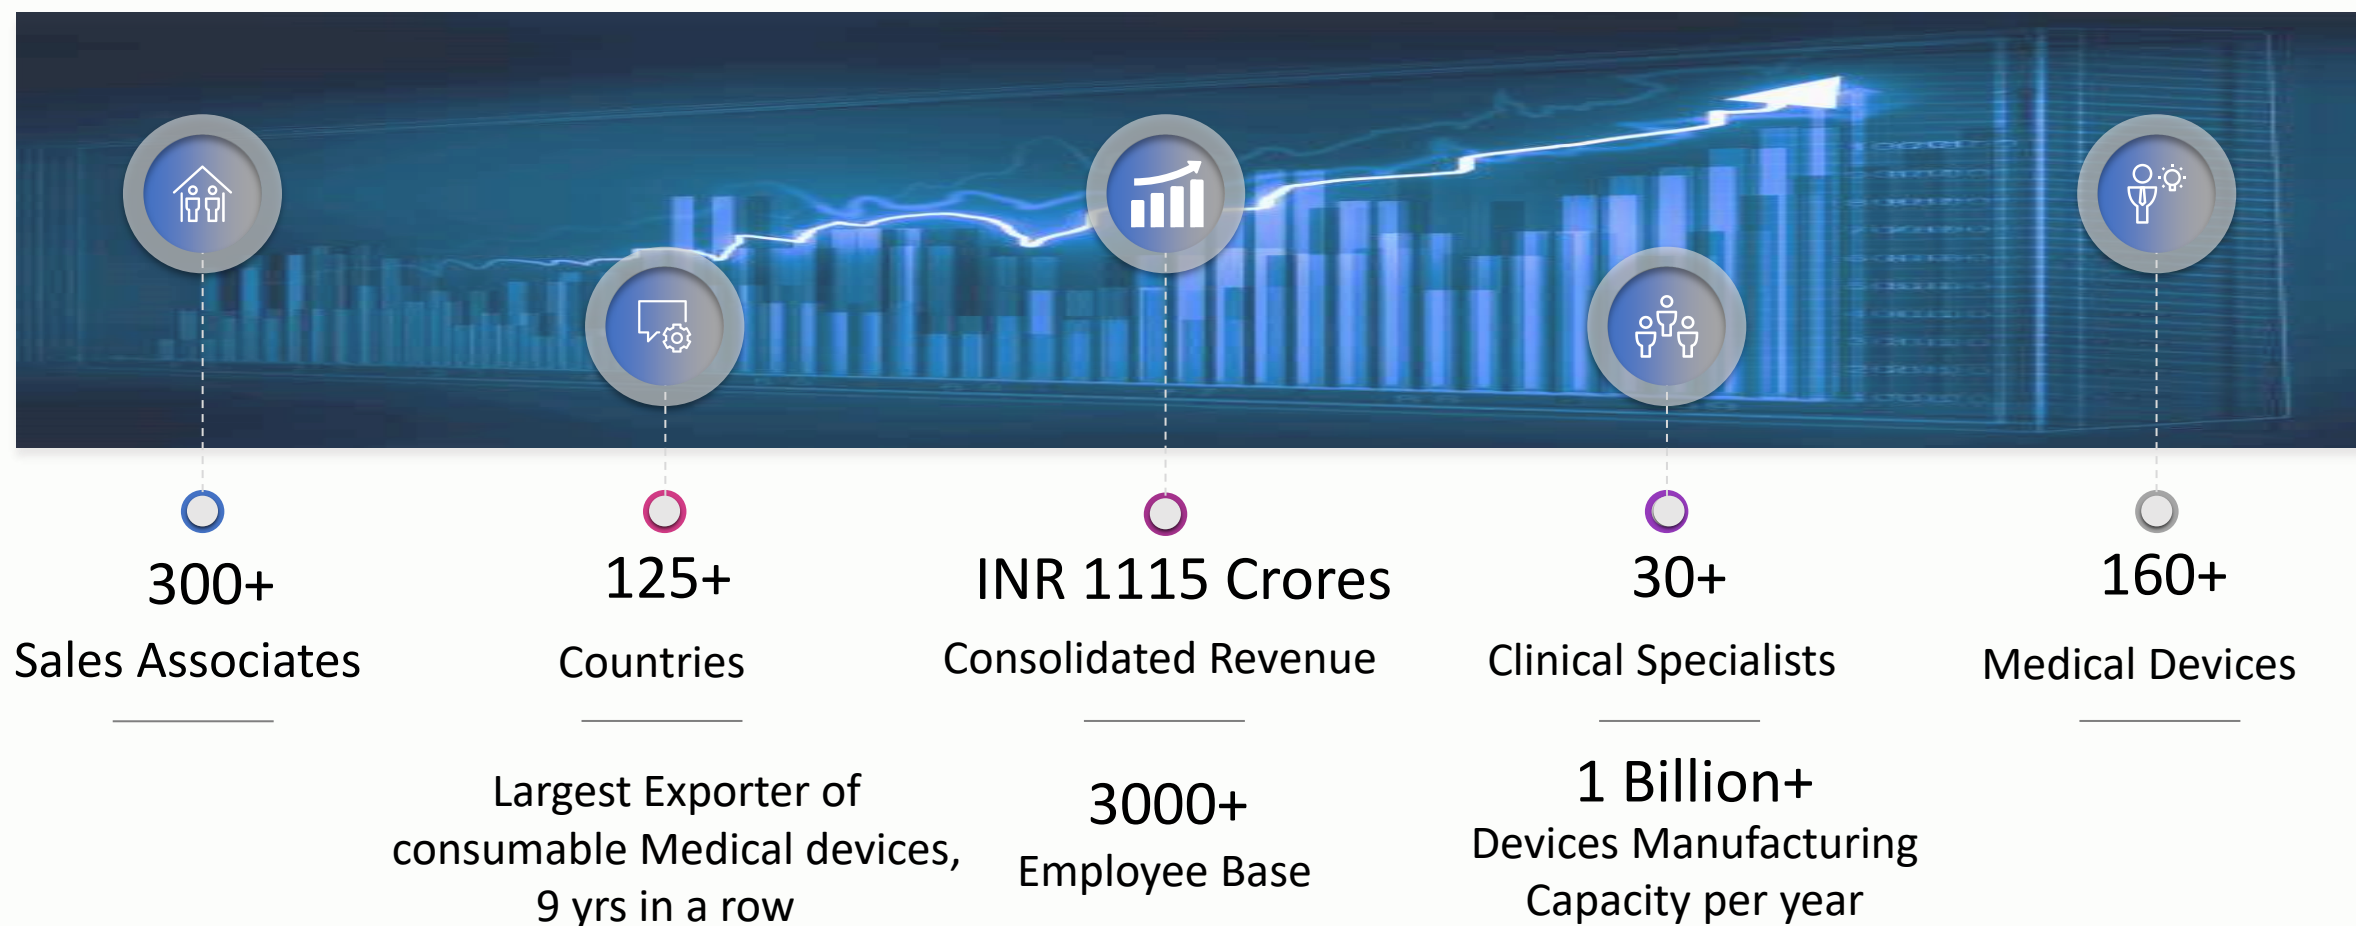 300+
Sales Associates
125+
Countries
Largest Exporter of
consumable Medical devices,
9 yrs in a row
INR 1115 Crores
Consolidated Revenue
3000+
Employee Base
30+
Clinical Specialists
1 Billion+
Devices Manufacturing
Capacity per year
160+
Medical Devices